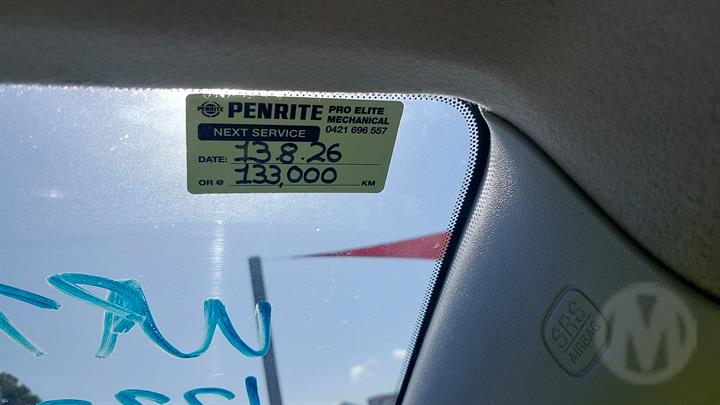 PENRITE PENRITE PRO ELITE
MECHANICAL
NEXT SERVICE 0421 696 557
DATE: 13.8.26
OR @ 133,000 KM
SRS
AIRBAG
M